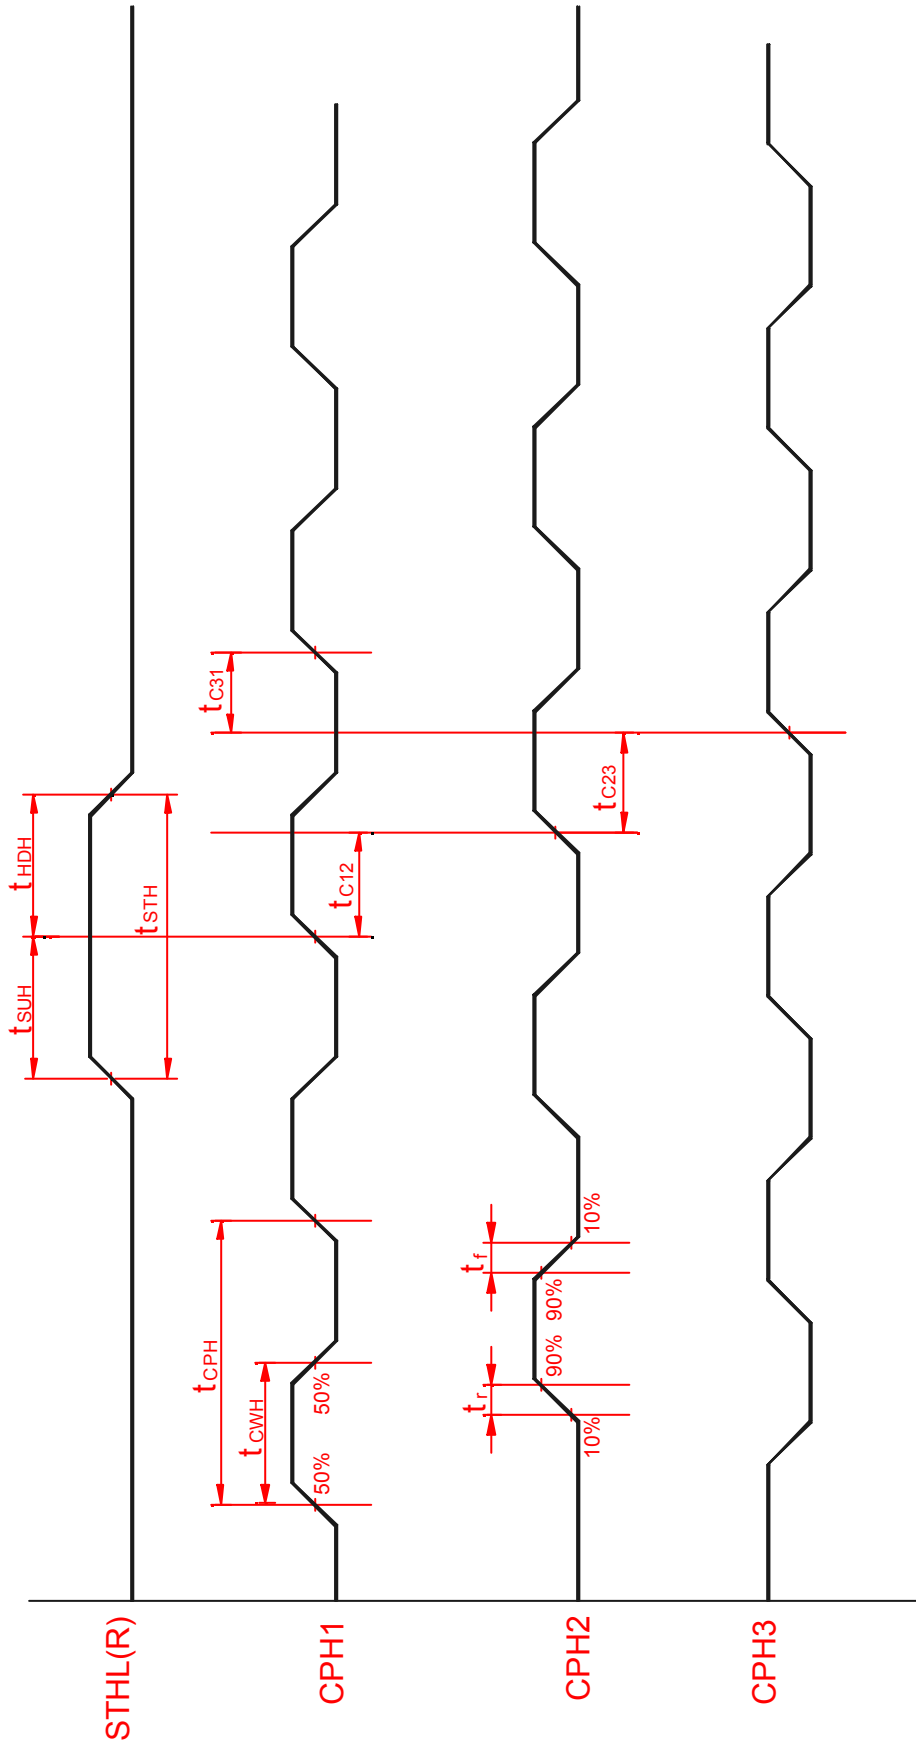 STHL(R)
tSUH
tHDH
tSTH
CPH1
tCPH
tCWH
50%
50%
tC12
tC31
CPH2
tr
tf
10%
90%
90%
10%
tC23
CPH3